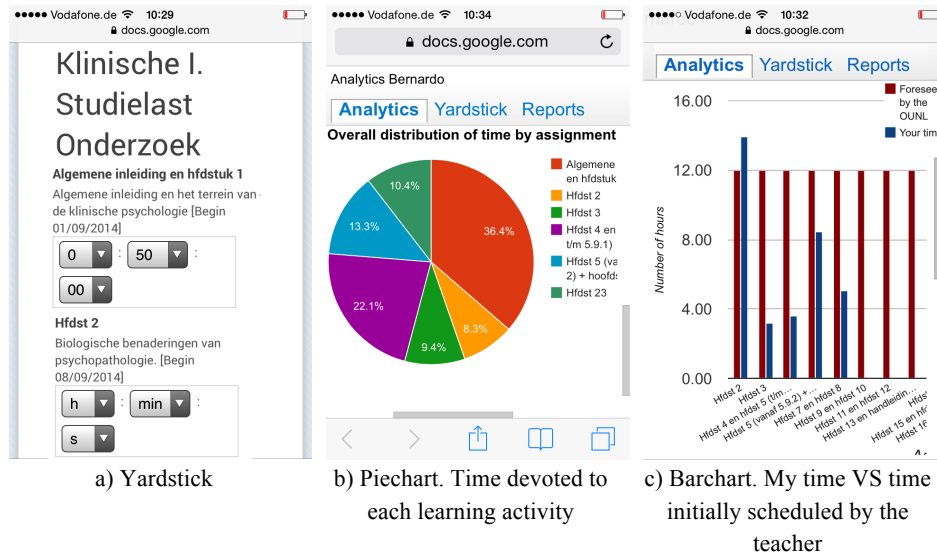 Vodafone.de 10:29
docs.google.com
Klinische I.
Studielast
Onderzoek
Algemene inleiding en hfdstuk 1
Algemene inleiding en het terrein van
de klinische psychologie [Begin
01/09/2014]
0 : 50 :
00
Hfdst 2
Biologische benaderingen van
psychopathologie. [Begin
08/09/2014]
h : min :
s
a) Yardstick
Vodafone.de 10:34
docs.google.com
Analytics Bernardo
Analytics Yardstick Reports
Overall distribution of time by assignment
10.4%
13.3%
36.4%
22.1%
8.3%
9.4%
Algemene
en hfdstuk
Hfdst 2
Hfdst 3
Hfdst 4 en
t/m 5.9.1)
Hfdst 5 (va
2) + hoofds
Hfdst 23
b) Piechart. Time devoted to
each learning activity
Vodafone.de 10:32
docs.google.com
Analytics Yardstick Reports
Foresee
by the
OUNL
Your tim
16.00
12.00
8.00
4.00
0.00
Number of hours
Hfdst 2
Hfdst 3
Hfdst 4 en hfdst 5 (t/m...
Hfdst 5 (vanaf 5.9.2) +...
Hfdst 7 en hfdst 8
Hfdst 9 en hfdst 10
Hfdst 11 en hfdst 12
Hfdst 13 en handleidin...
Hfdst 15 en hfd
Hfdst 16
c) Barchart. My time VS time
initially scheduled by the
teacher